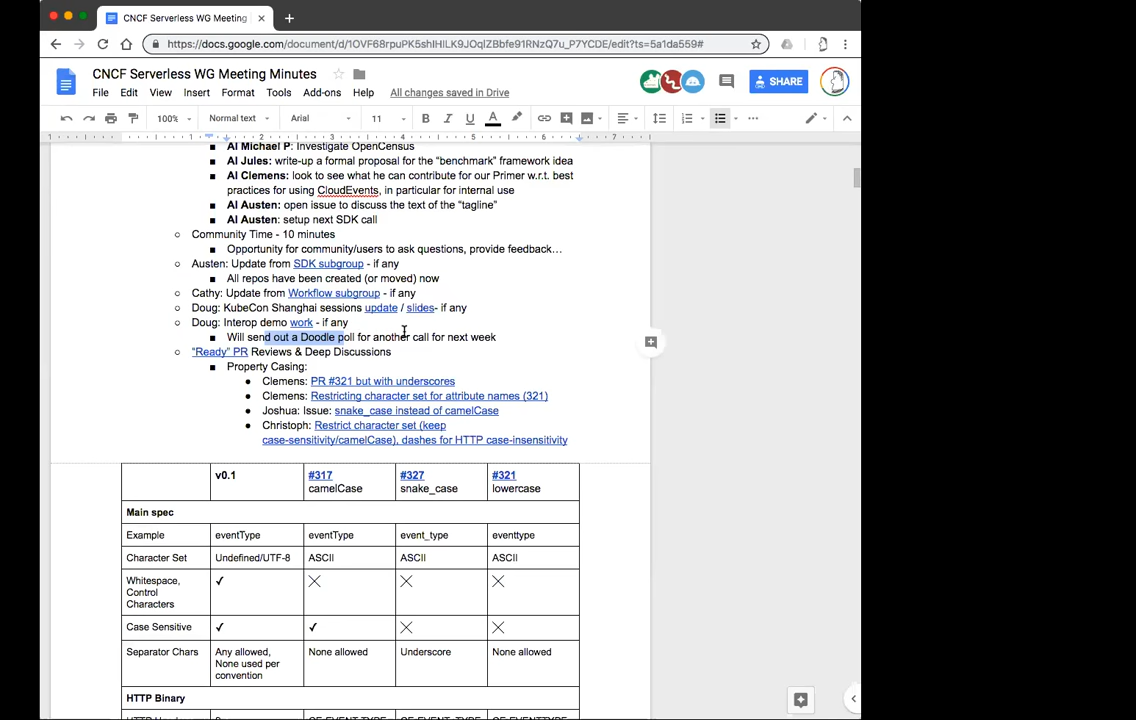 CNCF Serverless WG Meeting
https://docs.google.com/document/d/1OVF68rpuPK5shIHILK9JOqlZBbfe91RNzQ7u_P7YCDE/edit?ts=5a1da559#
CNCF Serverless WG Meeting Minutes
File Edit View Insert Format Tools Add-ons Help All changes saved in Drive
SHARE
100% Normal text Arial 11
1 1 2 3 4 5 6 7
AI Michael P: Investigate OpenCensus
AI Jules: write-up a formal proposal for the “benchmark” framework idea
AI Clemens: look to see what he can contribute for our Primer w.r.t. best
practices for using CloudEvents, in particular for internal use
AI Austen: open issue to discuss the text of the “tagline”
AI Austen: setup next SDK call
Community Time - 10 minutes
Opportunity for community/users to ask questions, provide feedback…
Austen: Update from SDK subgroup - if any
All repos have been created (or moved) now
Cathy: Update from Workflow subgroup - if any
Doug: KubeCon Shanghai sessions update / slides- if any
Doug: Interop demo work - if any
Will send out a Doodle poll for another call for next week
“Ready” PR Reviews & Deep Discussions
Property Casing:
Clemens: PR #321 but with underscores
Clemens: Restricting character set for attribute names (321)
Joshua: Issue: snake_case instead of camelCase
Christoph: Restrict character set (keep
case-sensitivity/camelCase), dashes for HTTP case-insensitivity
v0.1 #317 #327 #321
camelCase snake_case lowercase
Main spec
Example eventType eventType event_type eventtype
Character Set Undefined/UTF-8 ASCII ASCII ASCII
Whitespace, ✓ ╳ ╳ ╳
Control
Characters
Case Sensitive ✓ ✓ ╳ ╳
Separator Chars Any allowed, None allowed Underscore None allowed
None used per
convention
HTTP Binary